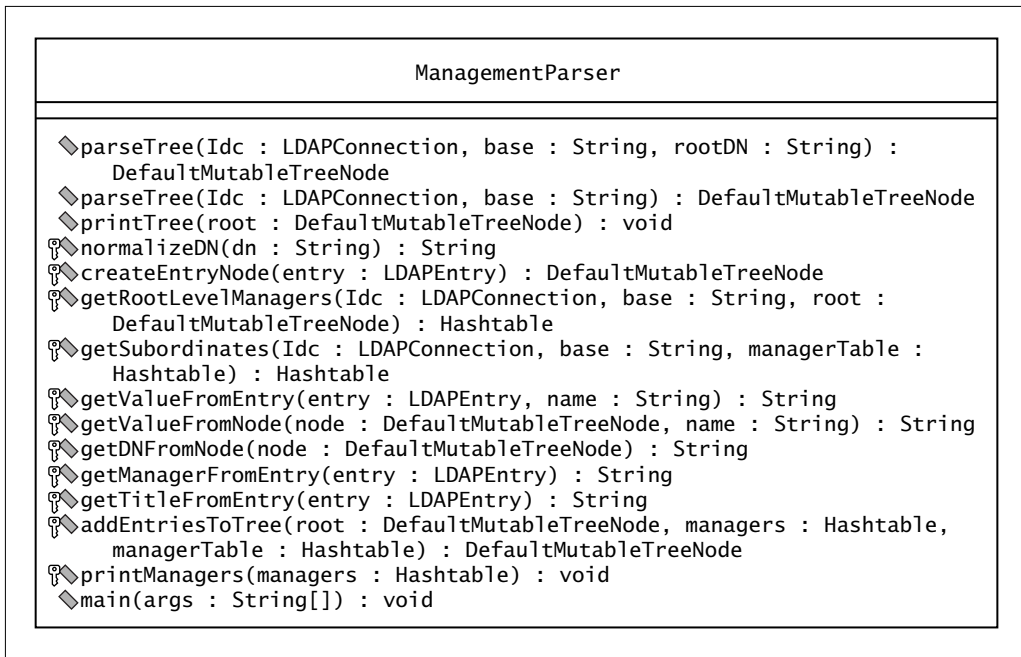 ManagementParser
parseTree(Idc : LDAPConnection, base : String, rootDN : String) :
DefaultMutableTreeNode
parseTree(Idc : LDAPConnection, base : String) : DefaultMutableTreeNode
printTree(root : DefaultMutableTreeNode) : void
normalizeDN(dn : String) : String
createEntryNode(entry : LDAPEntry) : DefaultMutableTreeNode
getRootLevelManagers(Idc : LDAPConnection, base : String, root :
DefaultMutableTreeNode) : Hashtable
getSubordinates(Idc : LDAPConnection, base : String, managerTable :
Hashtable) : Hashtable
getValueFromEntry(entry : LDAPEntry, name : String) : String
getValueFromNode(node : DefaultMutableTreeNode, name : String) : String
getDNFromNode(node : DefaultMutableTreeNode) : String
getManagerFromEntry(entry : LDAPEntry) : String
getTitleFromEntry(entry : LDAPEntry) : String
addEntriesToTree(root : DefaultMutableTreeNode, managers : Hashtable,
managerTable : Hashtable) : DefaultMutableTreeNode
printManagers(managers : Hashtable) : void
main(args : String[]) : void